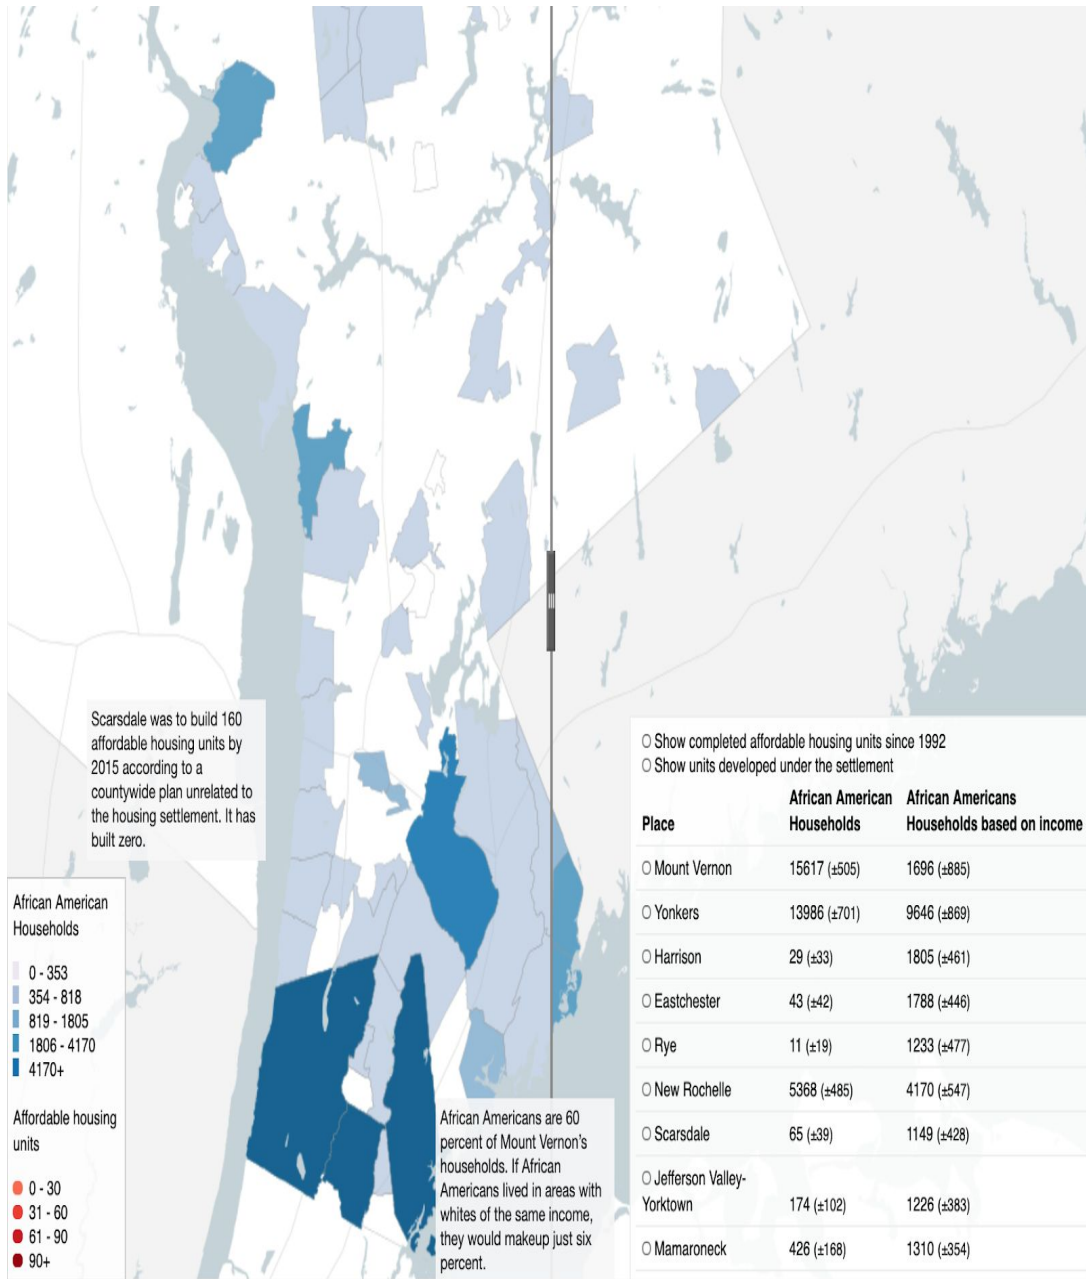 Scarsdale was to build 160
affordable housing units by
2015 according to a
countywide plan unrelated to
the housing settlement. It has
built zero.
African American
Households
0 - 353
354 - 818
819 - 1805
1806 - 4170
4170+
Affordable housing
units
0 - 30
31 - 60
61 - 90
90+
African Americans are 60
percent of Mount Vernon's
households. If African
Americans lived in areas with
whites of the same income,
they would makeup just six
percent.
Show completed affordable housing units since 1992
Show units developed under the settlement
Place African American Households African Americans Households based on income
Mount Vernon 15617 (±505) 1696 (±885)
Yonkers 13986 (±701) 9646 (±869)
Harrison 29 (±33) 1805 (±461)
Eastchester 43 (±42) 1788 (±446)
Rye 11 (±19) 1233 (±477)
New Rochelle 5368 (±485) 4170 (±547)
Scarsdale 65 (±39) 1149 (±428)
Jefferson Valley-
Yorktown 174 (±102) 1226 (±383)
Mamaroneck 426 (±168) 1310 (±354)